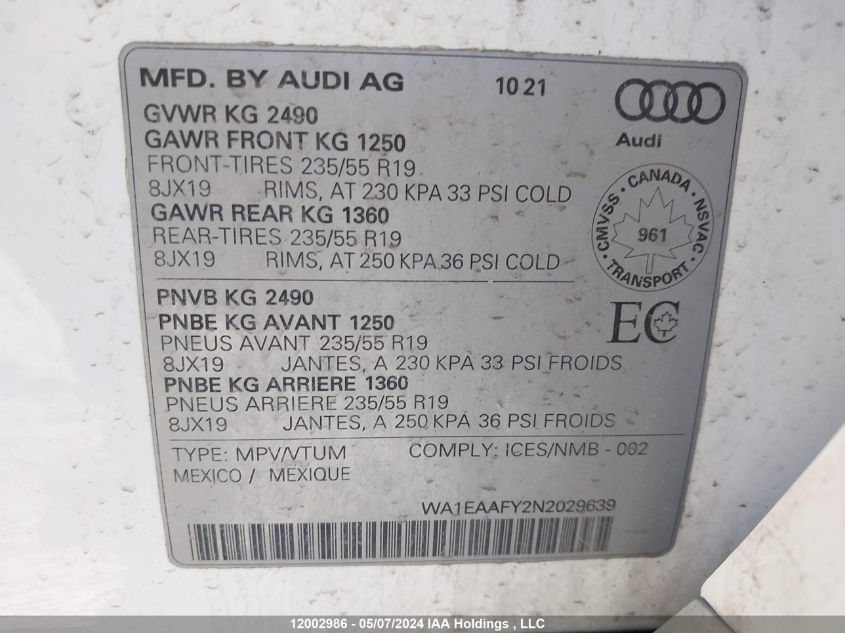 MFD. BY AUDI AG 10 21
GVWR KG 2490
GAWR FRONT KG 1250
Audi
FRONT-TIRES 235/55 R19
8JX19 RIMS, AT 230 KPA 33 PSI COLD
GAWR REAR KG 1360
REAR-TIRES 235/55 R19
8JX19 RIMS, AT 250 KPA 36 PSI COLD
CMVSS • CANADA • NSVAC • TRANSPORT •
961
PNVB KG 2490
PNBE KG AVANT 1250
EC
PNEUS AVANT 235/55 R19
8JX19 JANTES, A 230 KPA 33 PSI FROIDS
PNBE KG ARRIERE 1360
PNEUS ARRIERE 235/55 R19
8JX19 JANTES, A 250 KPA 36 PSI FROIDS
TYPE: MPV/VTUM COMPLY: ICES/NMB - 002
MEXICO / MEXIQUE
WA1EAAFY2N2029639
12002986 - 05/07/2024 IAA Holdings , LLC